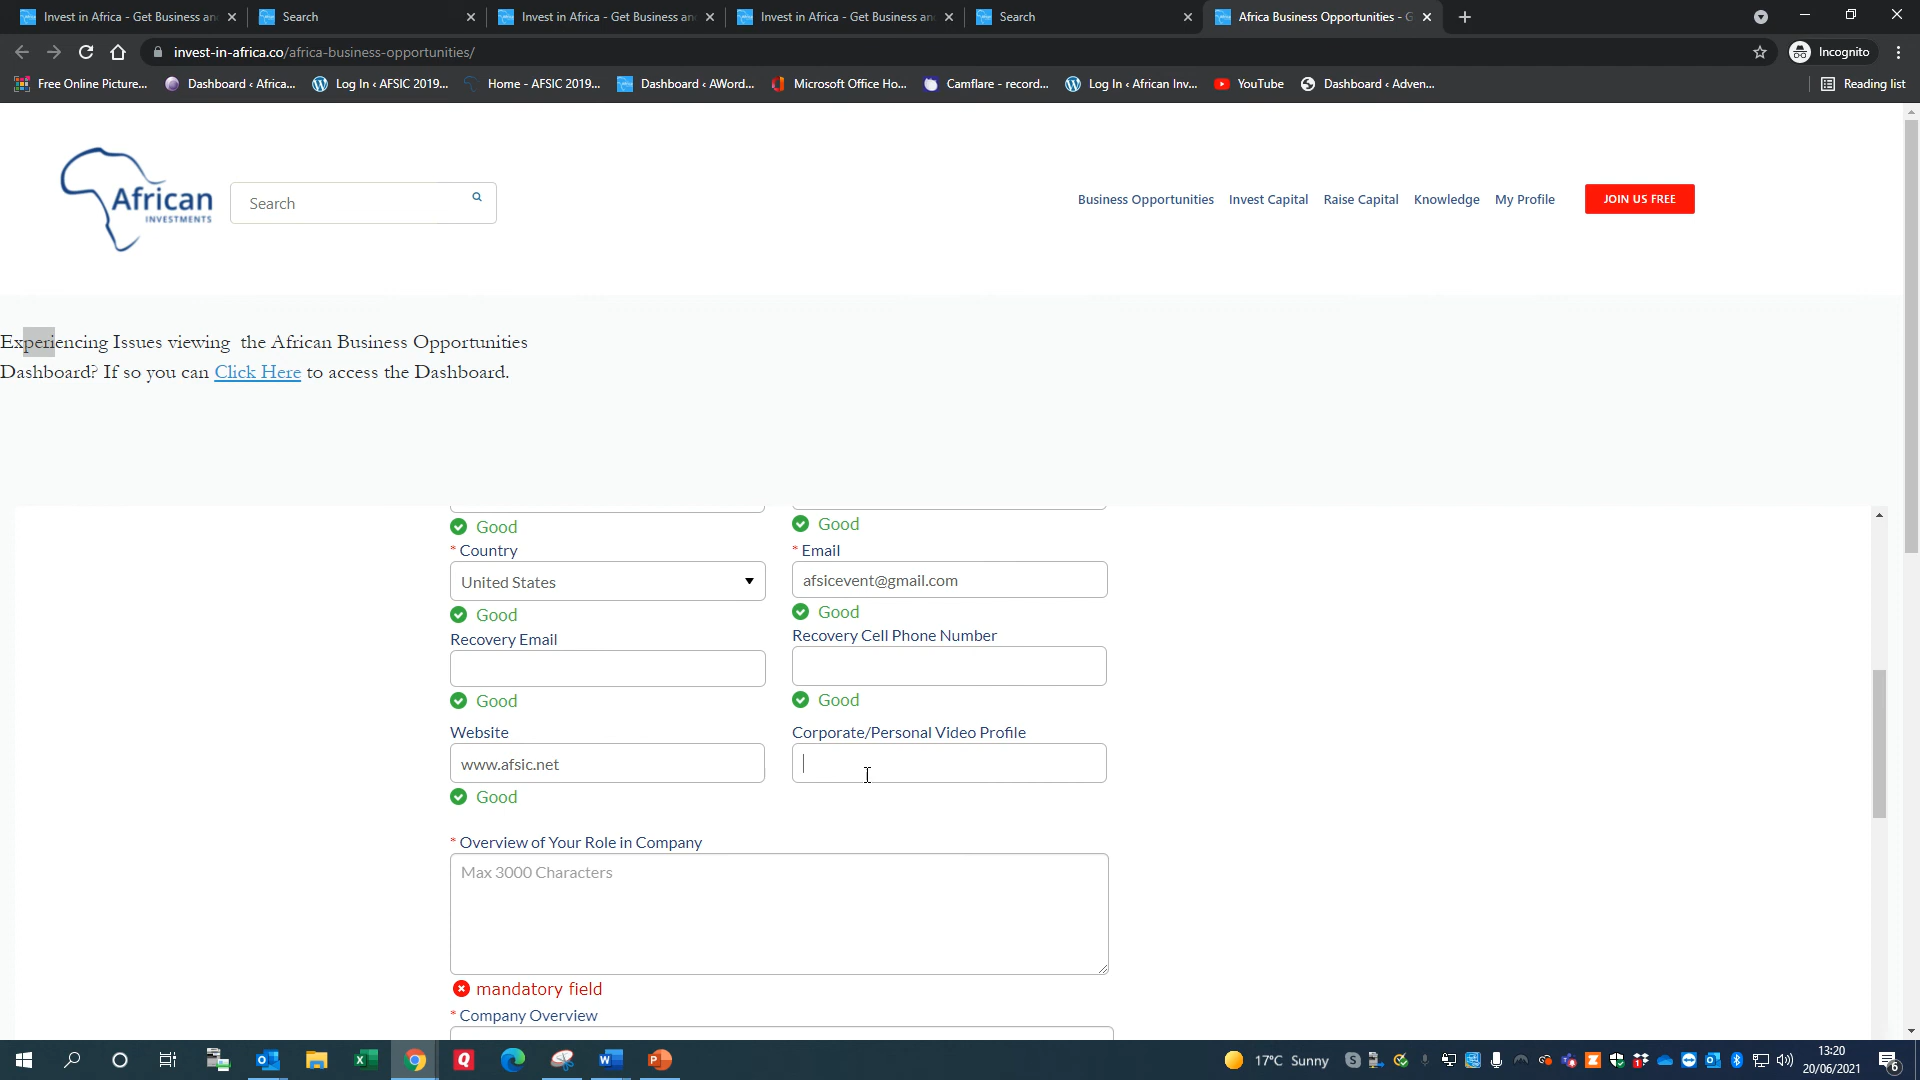 Invest in Africa - Get Business an
Search
Invest in Africa - Get Business an
Invest in Africa - Get Business an
Search
Africa Business Opportunities - G
invest-in-africa.co/africa-business-opportunities/
Incognito
Free Online Picture...
Dashboard ‹ Africa...
Log In ‹ AFSIC 2019...
Home - AFSIC 2019...
Dashboard ‹ AWord...
Microsoft Office Ho...
Camflare - record...
Log In ‹ African Inv...
YouTube
Dashboard ‹ Adven...
Reading list
African
INVESTMENTS
Search
Business Opportunities
Invest Capital
Raise Capital
Knowledge
My Profile
JOIN US FREE
Experiencing Issues viewing the African Business Opportunities
Dashboard? If so you can Click Here to access the Dashboard.
Good
Good
* Country
* Email
United States
afsicevent@gmail.com
Good
Good
Recovery Email
Recovery Cell Phone Number
Good
Good
Website
Corporate/Personal Video Profile
www.afsic.net
Good
* Overview of Your Role in Company
Max 3000 Characters
mandatory field
* Company Overview
17°C Sunny
13:20
20/06/2021
6